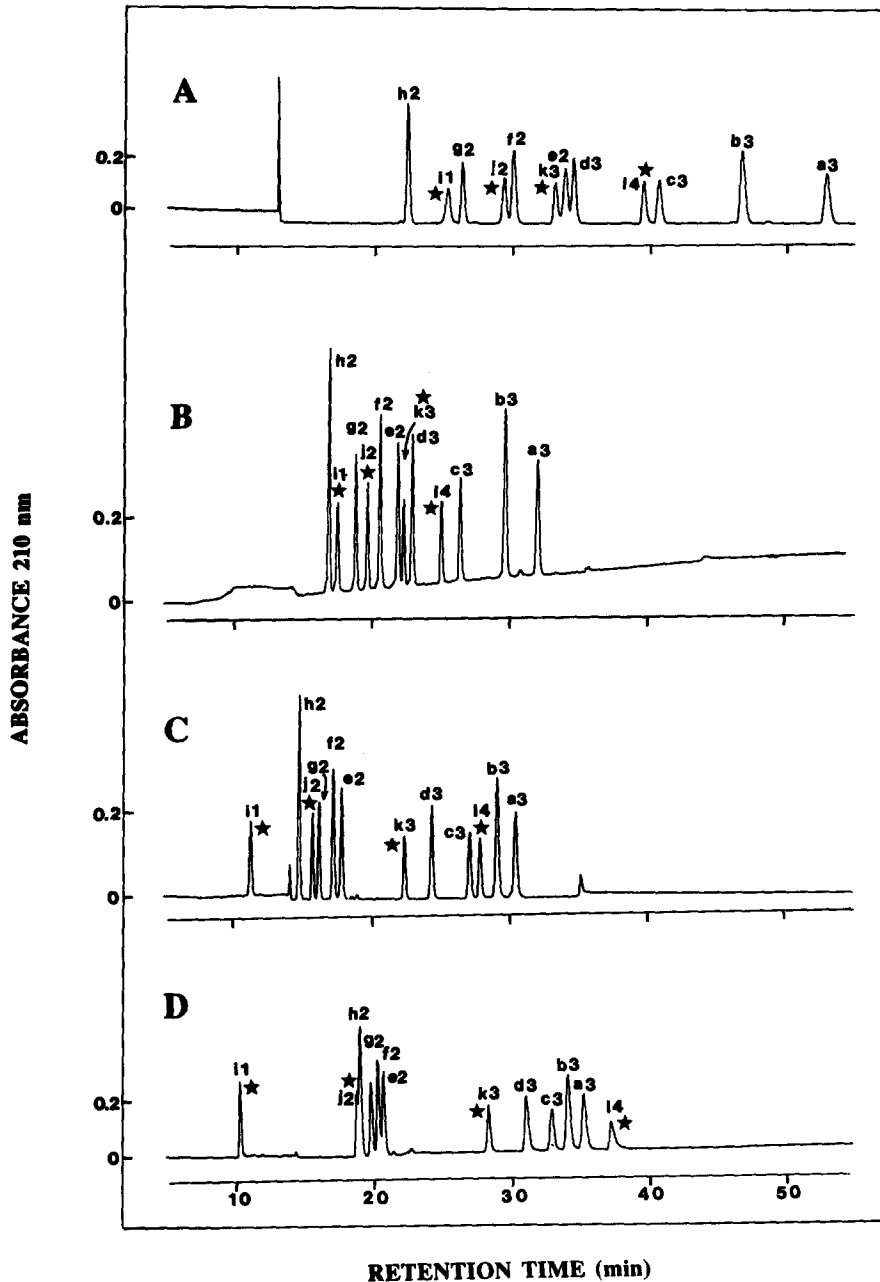 A
h2
★ i1
g2
★ j2
f2
★ k3
e2
d3
★
i4
c3
b3
a3
0.2
0
B
h2
i1
★
g2
j2
★
f2
e2
★
k3
d3
★ i4
c3
b3
a3
0.2
0
C
i1
★
h2
★ j2
g2
f2
e2
★ k3
d3
c3
i4
★
b3
a3
0.2
0
D
i1
★
h2
★
j2
g2
f2
e2
★ k3
d3
c3
b3
a3
i4
★
0.2
0
10
20
30
40
50
ABSORBANCE 210 nm
RETENTION TIME (min)